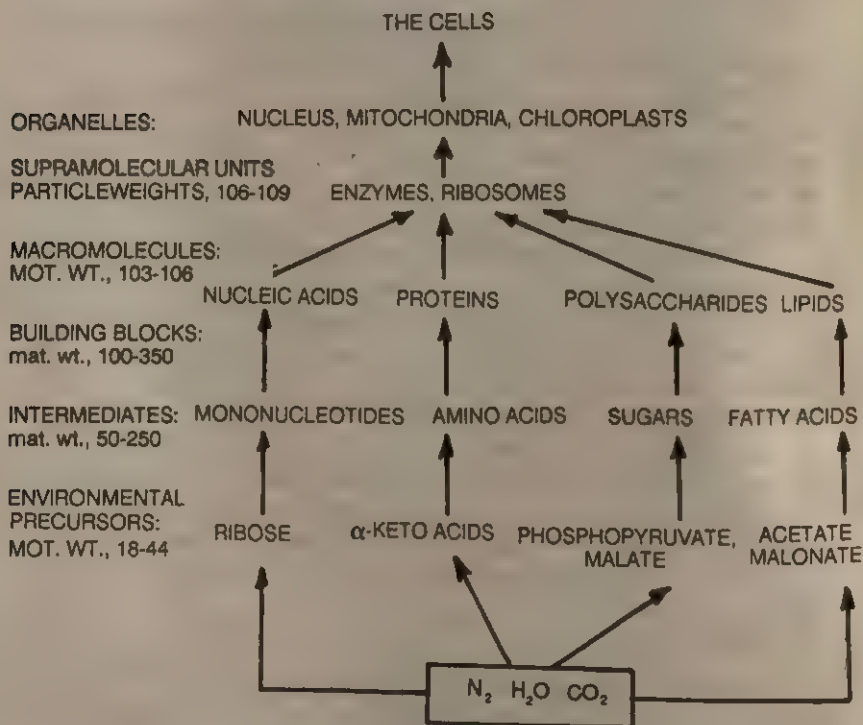 THE CELLS
ORGANELLES: NUCLEUS, MITOCHONDRIA, CHLOROPLASTS
SUPRAMOLECULAR UNITS
PARTICLEWEIGHTS, 106-109 ENZYMES, RIBOSOMES
MACROMOLECULES:
MOT. WT., 103-106
NUCLEIC ACIDS PROTEINS POLYSACCHARIDES LIPIDS
BUILDING BLOCKS:
mat. wt., 100-350
INTERMEDIATES: MONONUCLEOTIDES AMINO ACIDS SUGARS FATTY ACIDS
mat. wt., 50-250
ENVIRONMENTAL
PRECURSORS:
MOT. WT., 18-44
RIBOSE α-KETO ACIDS PHOSPHOPYRUVATE, MALATE ACETATE MALONATE
N₂ H₂O CO₂